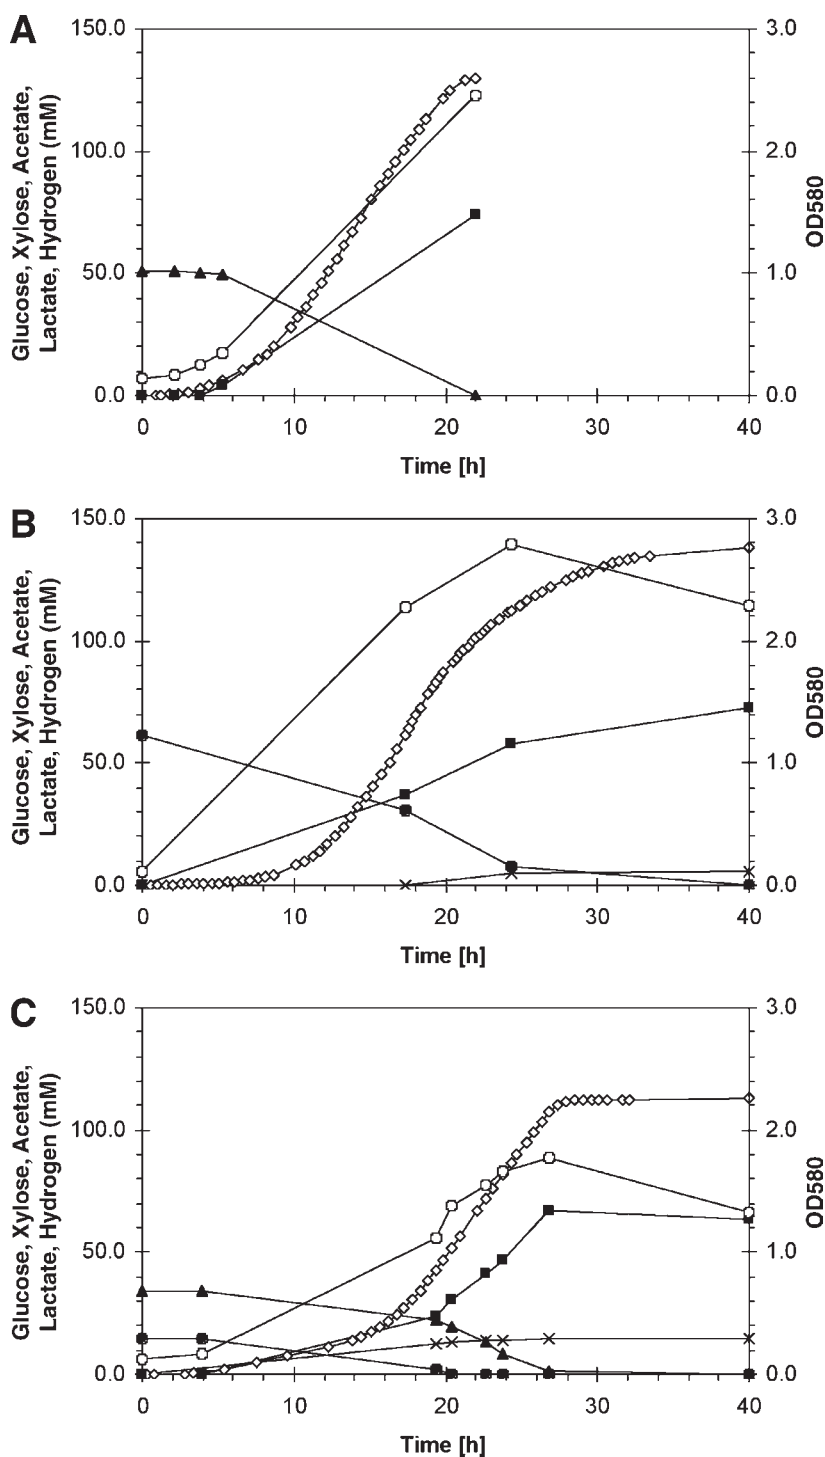 A
150.0
100.0
50.0
0.0
3.0
2.0
1.0
0.0
Glucose, Xylose, Acetate,
Lactate, Hydrogen (mM)
OD580
0 10 20 30 40
Time [h]
B
150.0
100.0
50.0
0.0
3.0
2.0
1.0
0.0
Glucose, Xylose, Acetate,
Lactate, Hydrogen (mM)
OD580
0 10 20 30 40
Time [h]
C
150.0
100.0
50.0
0.0
3.0
2.0
1.0
0.0
Glucose, Xylose, Acetate,
Lactate, Hydrogen (mM)
OD580
0 10 20 30 40
Time [h]